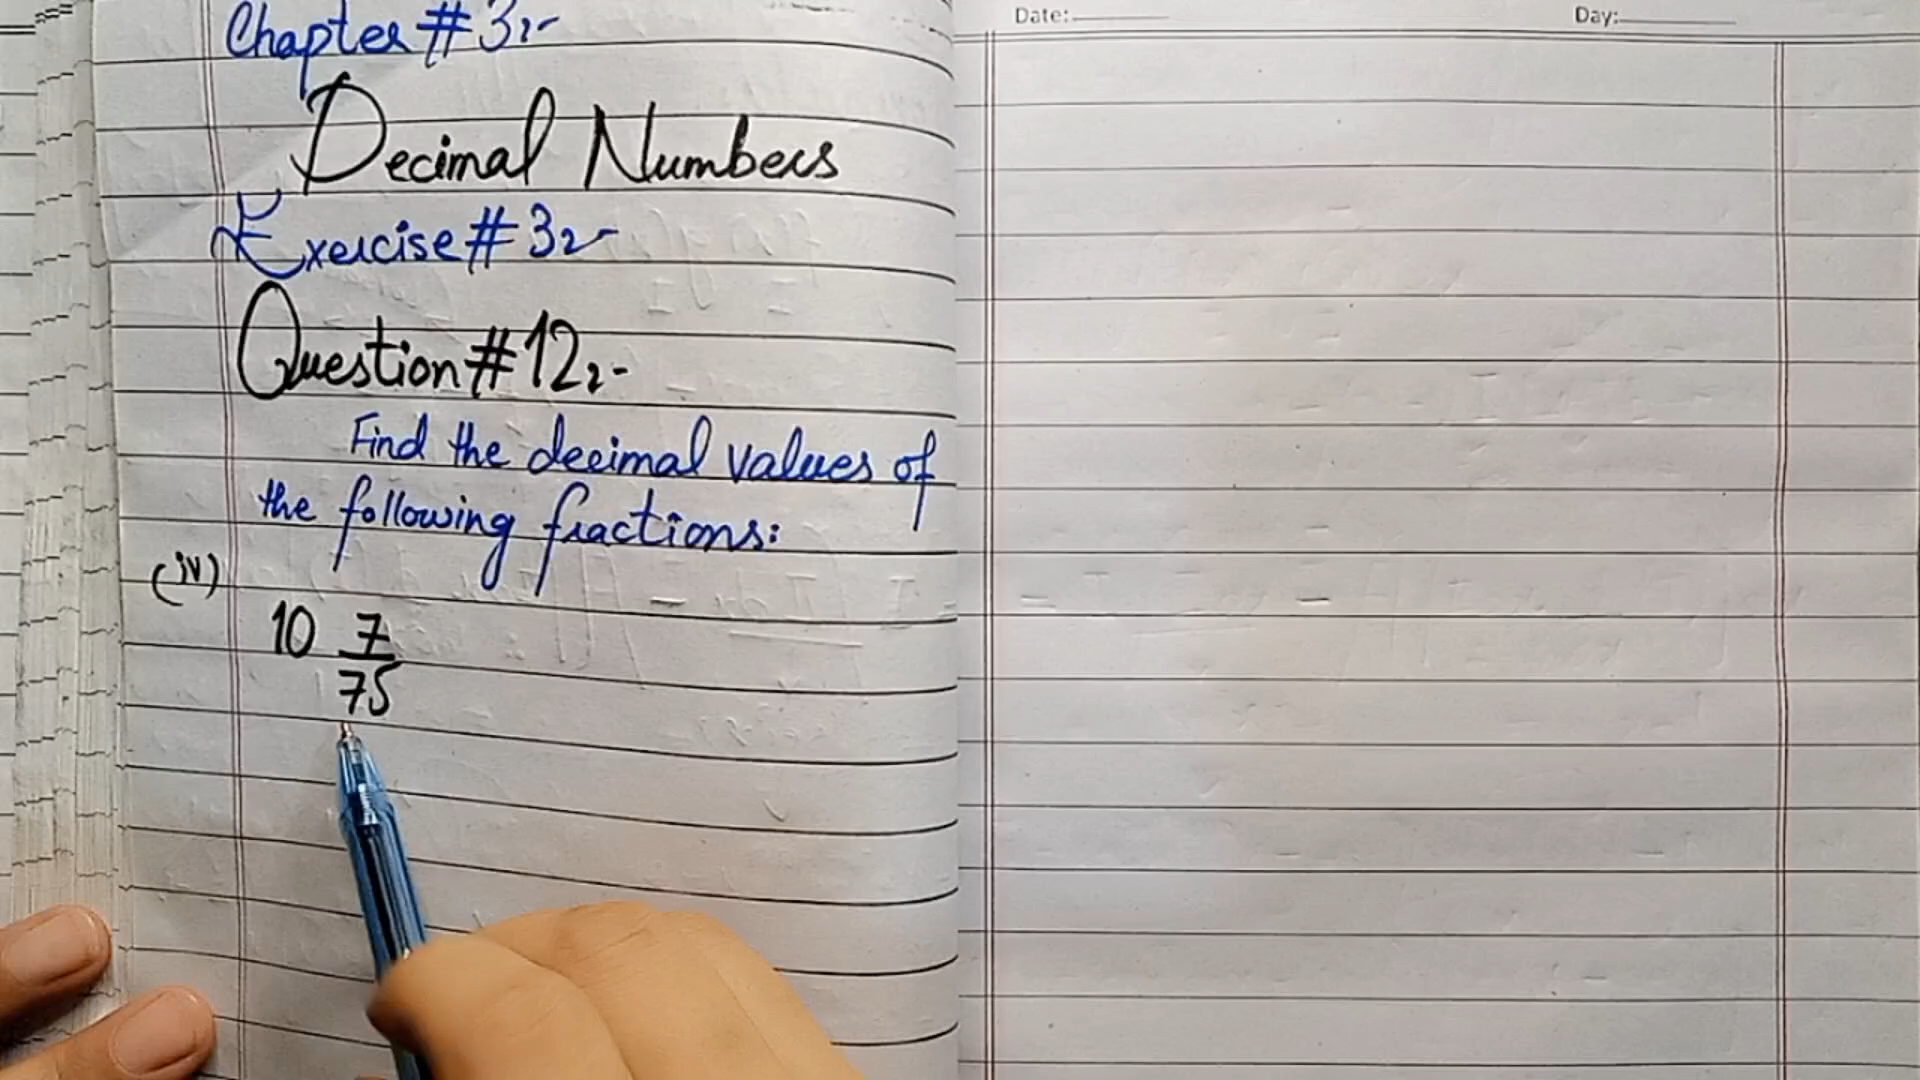 Chapter # 3:-
Decimal Numbers
Exercise # 3:-
Question # 12:-
Find the decimal values of
the following fractions:
(iv)
10 7/75
Date:
Day: